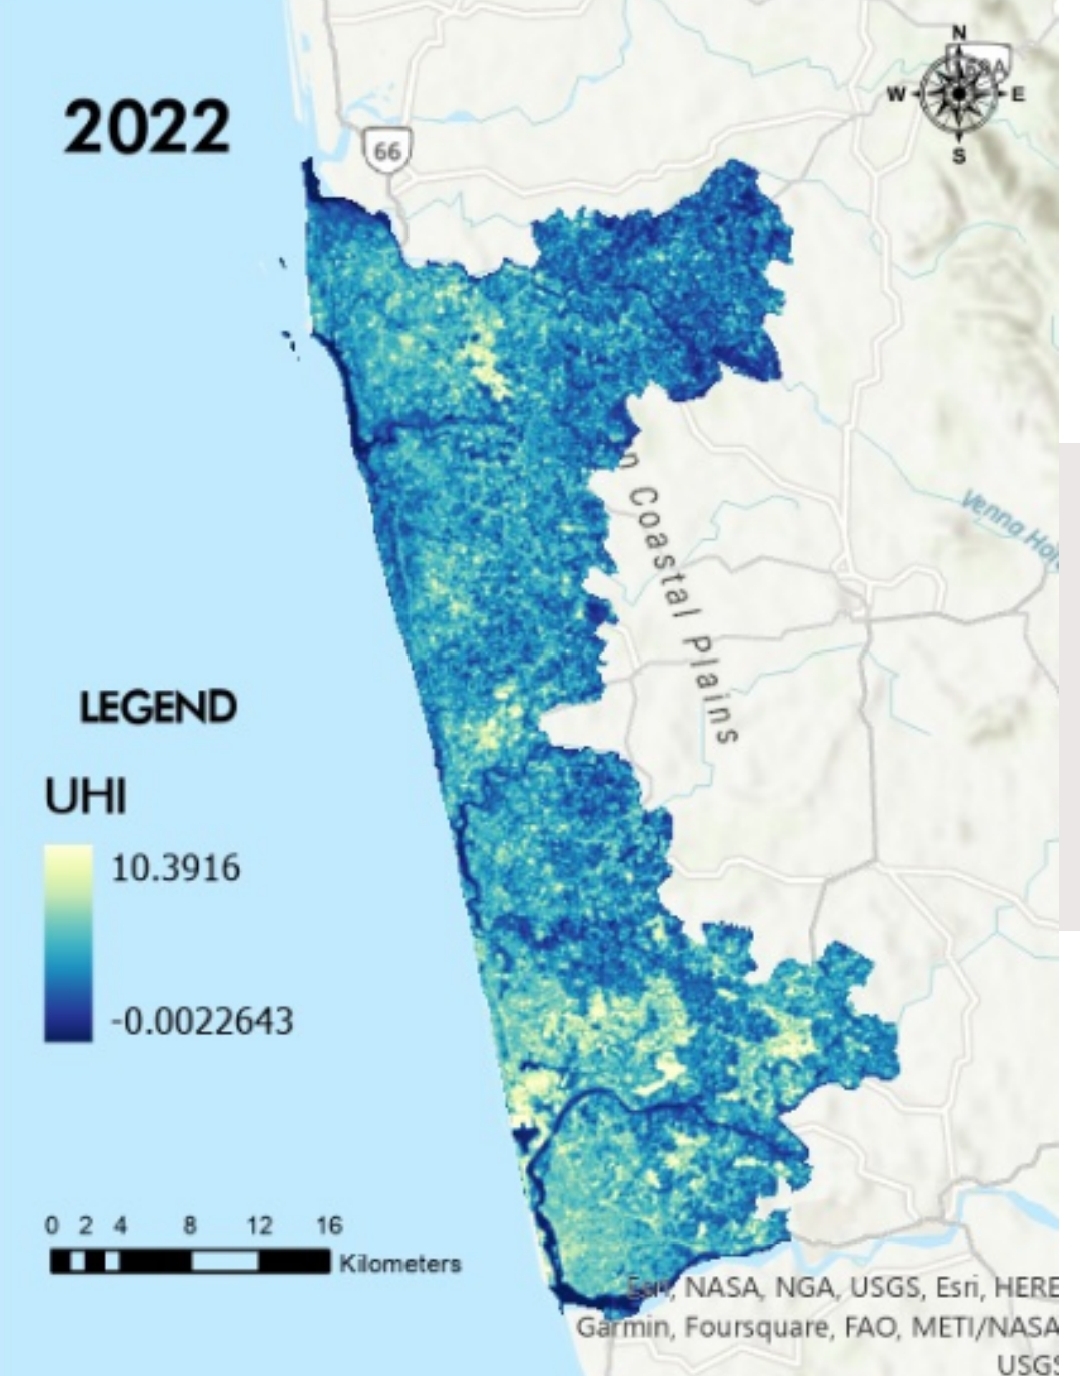 N
W E
S
2022
66
n Coastal Plains
Venna Hol
LEGEND
UHI
10.3916
-0.0022643
0 2 4 8 12 16
Kilometers
Esri, NASA, NGA, USGS, Esri, HERE
Garmin, Foursquare, FAO, METI/NASA
USGS